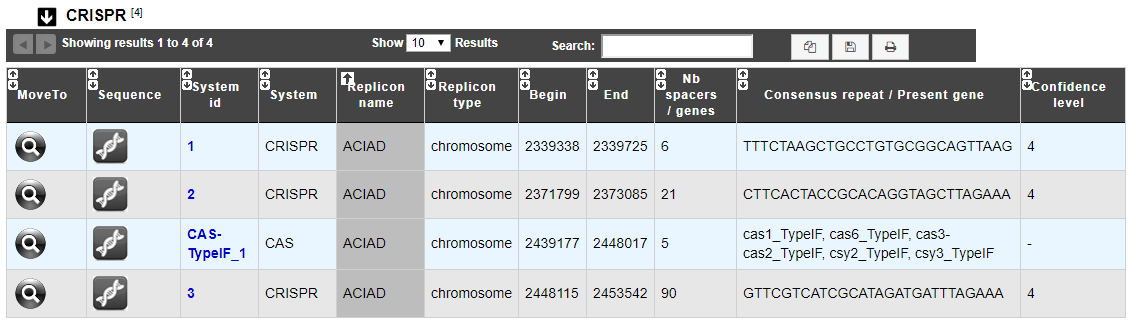 CRISPR [4]
Showing results 1 to 4 of 4 Show 10 Results Search:
MoveTo Sequence System id System Replicon name Replicon type Begin End Nb spacers / genes Consensus repeat / Present gene Confidence level
1 CRISPR ACIAD chromosome 2339338 2339725 6 TTTCTAAGCTGCCTGTGCGGCAGTTAAG 4
2 CRISPR ACIAD chromosome 2371799 2373085 21 CTTCACTACCGCACAGGTAGCTTAGAAA 4
CAS-TypeIF_1 CAS ACIAD chromosome 2439177 2448017 5 cas1_TypeIF, cas6_TypeIF, cas3-cas2_TypeIF, csy2_TypeIF, csy3_TypeIF -
3 CRISPR ACIAD chromosome 2448115 2453542 90 GTTCGTCATCGCATAGATGATTTAGAAA 4